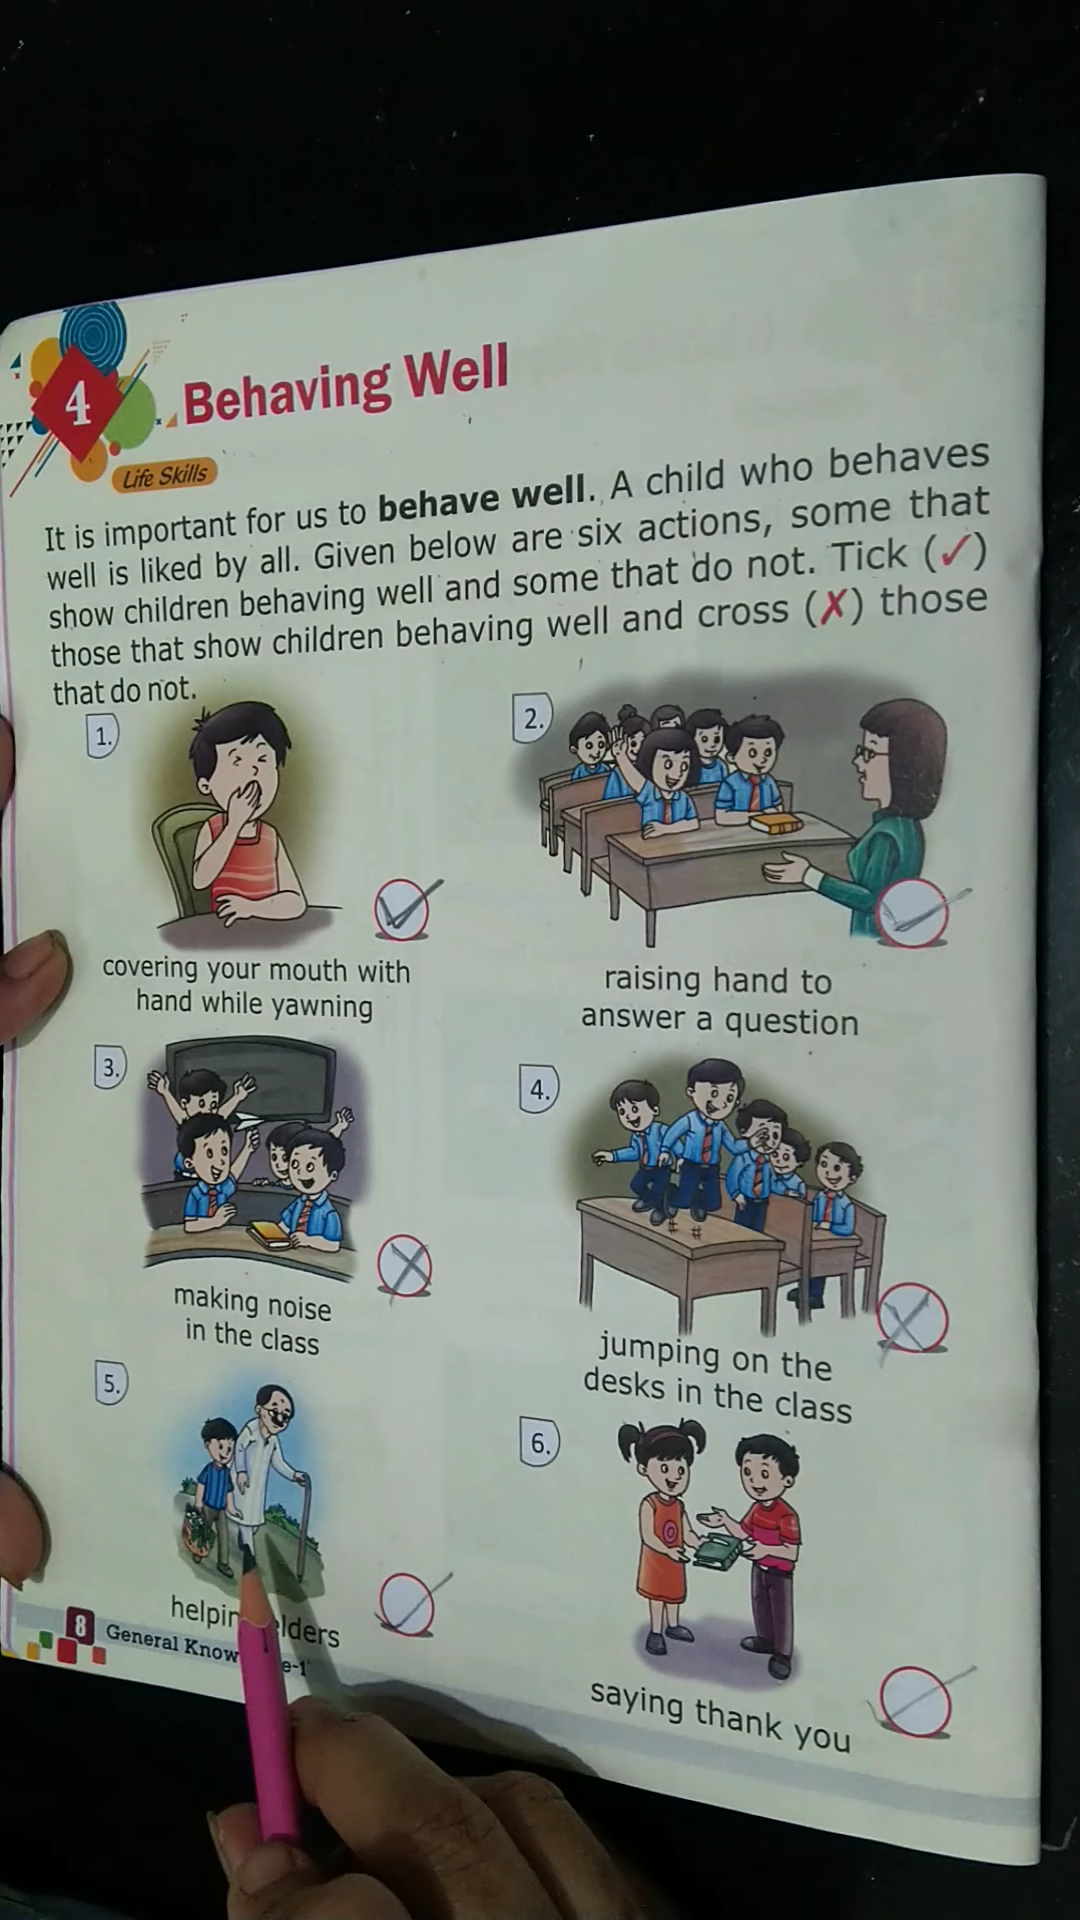 4
Behaving Well
Life Skills
It is important for us to behave well. A child who behaves
well is liked by all. Given below are six actions, some that
show children behaving well and some that do not. Tick (✓)
those that show children behaving well and cross (✗) those
that do not.
1.
covering your mouth with
hand while yawning
2.
raising hand to
answer a question
3.
making noise
in the class
4.
jumping on the
desks in the class
5.
helpin lders
6.
saying thank you
8
General Know e-1